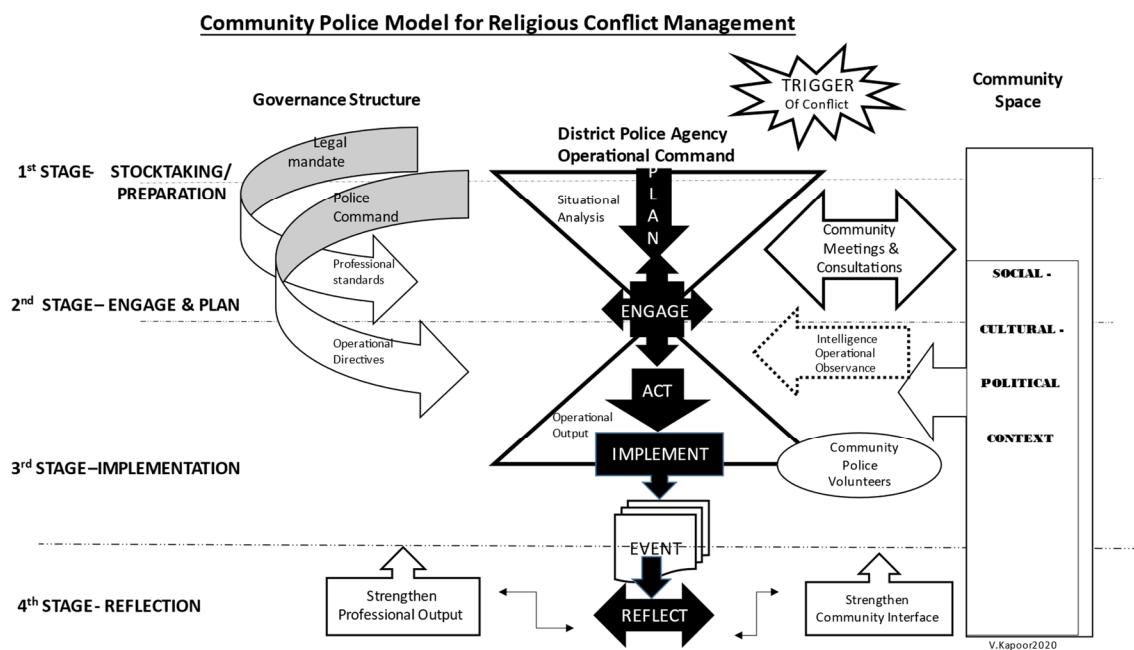 Community Police Model for Religious Conflict Management
TRIGGER
Of Conflict
Community
Space
Governance Structure
District Police Agency
Operational Command
Legal
mandate
1st STAGE- STOCKTAKING/
PREPARATION
Police
Command
Situational
Analysis
P
L
A
N
Community
Meetings &
Consultations
Professional
standards
SOCIAL -
2nd STAGE– ENGAGE & PLAN
ENGAGE
CULTURAL -
Operational
Directives
Intelligence
Operational
Observance
POLITICAL
ACT
Operational
Output
CONTEXT
IMPLEMENT
3rd STAGE–IMPLEMENTATION
Community
Police
Volunteers
EVENT
4th STAGE- REFLECTION
Strengthen
Professional Output
REFLECT
Strengthen
Community Interface
V.Kapoor2020